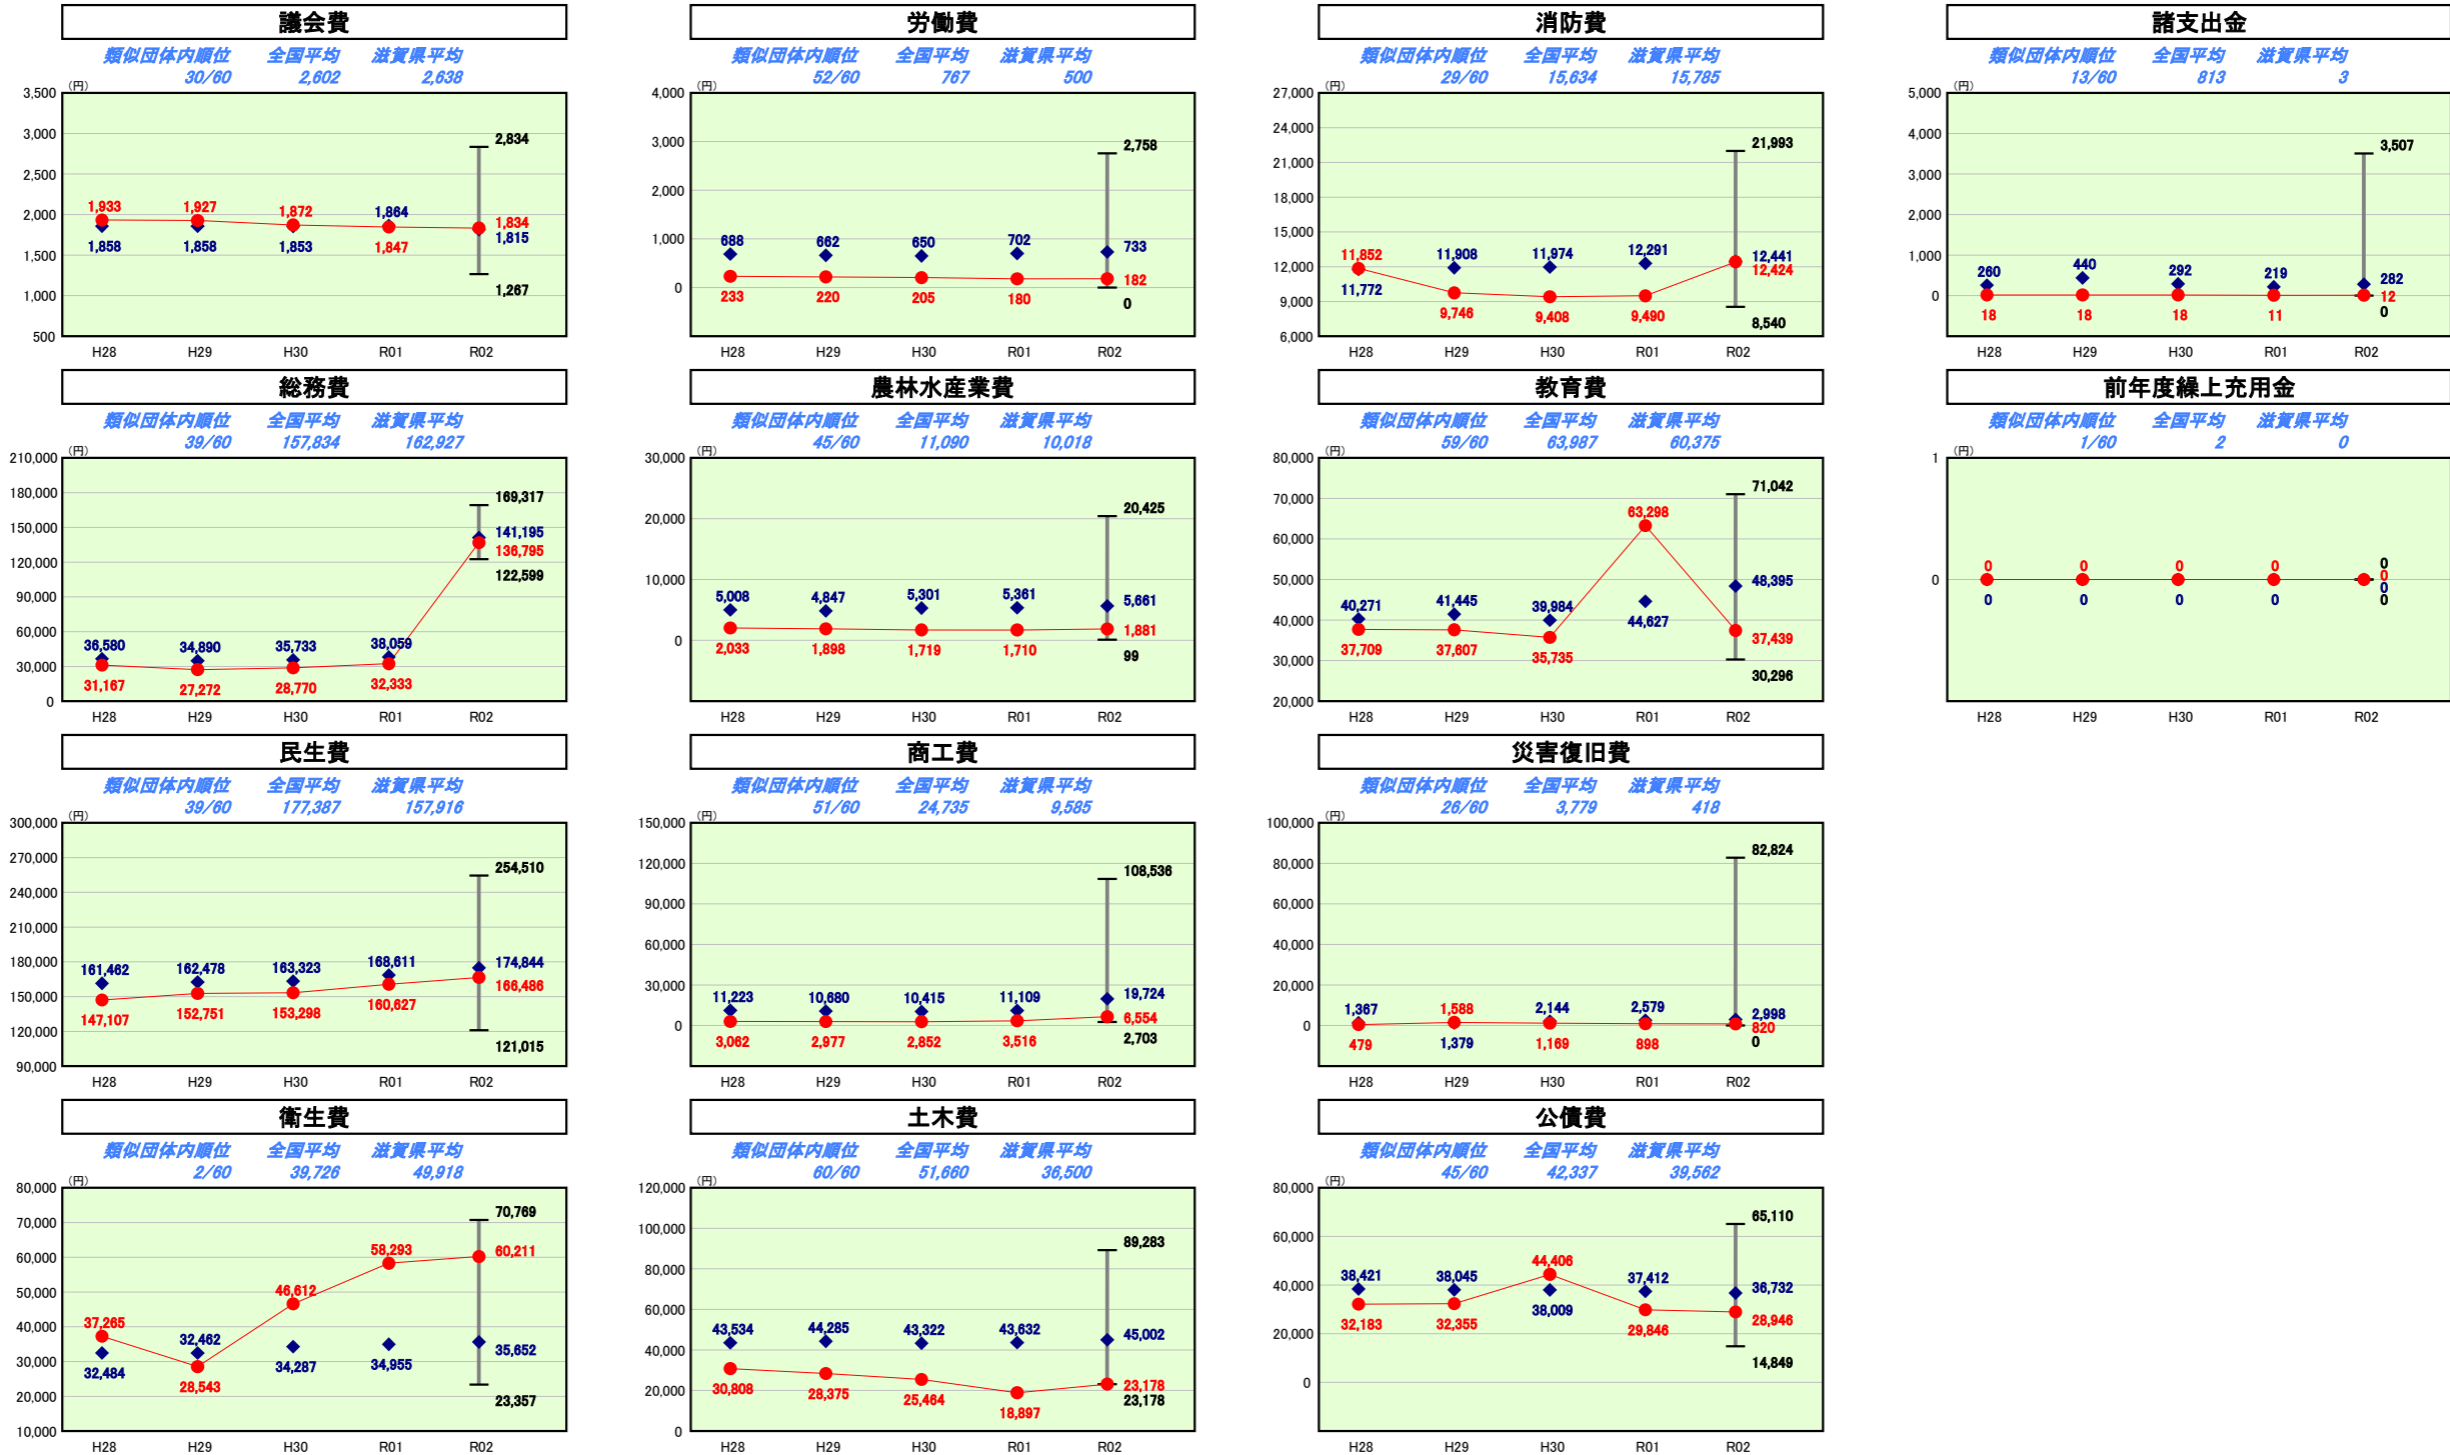 議会費
類似団体内順位 全国平均 滋賀県平均
30/60 2,602 2,638
(円)
3,500
3,000
2,500
2,000
1,500
1,000
500
1,933 1,927 1,872 1,864 1,834
1,858 1,858 1,853 1,847 1,815
2,834
1,267
H28 H29 H30 R01 R02
労働費
類似団体内順位 全国平均 滋賀県平均
52/60 767 500
(円)
4,000
3,000
2,000
1,000
0
688 662 650 702 733
233 220 205 180 182
2,758
0
H28 H29 H30 R01 R02
消防費
類似団体内順位 全国平均 滋賀県平均
29/60 15,634 15,785
(円)
27,000
24,000
21,000
18,000
15,000
12,000
9,000
6,000
11,852 11,908 11,974 12,291 12,441
11,772 9,746 9,408 9,490 12,424
21,993
8,540
H28 H29 H30 R01 R02
諸支出金
類似団体内順位 全国平均 滋賀県平均
13/60 813 3
(円)
5,000
4,000
3,000
2,000
1,000
0
260 440 292 219 282
18 18 18 11 12
3,507
0
H28 H29 H30 R01 R02
総務費
類似団体内順位 全国平均 滋賀県平均
39/60 157,834 162,927
(円)
210,000
180,000
150,000
120,000
90,000
60,000
30,000
0
36,580 34,890 35,733 38,059 141,195
31,167 27,272 28,770 32,333 136,795
169,317
122,599
H28 H29 H30 R01 R02
農林水産業費
類似団体内順位 全国平均 滋賀県平均
45/60 11,090 10,018
(円)
30,000
20,000
10,000
0
5,008 4,847 5,301 5,361 5,661
2,033 1,898 1,719 1,710 1,881
20,425
99
H28 H29 H30 R01 R02
教育費
類似団体内順位 全国平均 滋賀県平均
59/60 63,987 60,375
(円)
80,000
70,000
60,000
50,000
40,000
30,000
20,000
40,271 41,445 39,984 63,298 48,395
37,709 37,607 35,735 44,627 37,439
71,042
30,296
H28 H29 H30 R01 R02
前年度繰上充用金
類似団体内順位 全国平均 滋賀県平均
1/60 2 0
(円)
1
0
0 0 0 0 0
0 0 0 0 0
0
0
H28 H29 H30 R01 R02
民生費
類似団体内順位 全国平均 滋賀県平均
39/60 177,387 157,916
(円)
300,000
270,000
240,000
210,000
180,000
150,000
120,000
90,000
161,462 162,478 163,323 168,611 174,844
147,107 152,751 153,298 160,627 166,486
254,510
121,015
H28 H29 H30 R01 R02
商工費
類似団体内順位 全国平均 滋賀県平均
51/60 24,735 9,585
(円)
150,000
120,000
90,000
60,000
30,000
0
11,223 10,680 10,415 11,109 19,724
3,062 2,977 2,852 3,516 6,554
108,536
2,703
H28 H29 H30 R01 R02
災害復旧費
類似団体内順位 全国平均 滋賀県平均
26/60 3,779 418
(円)
100,000
80,000
60,000
40,000
20,000
0
1,367 1,588 2,144 2,579 2,998
479 1,379 1,169 898 820
82,824
0
H28 H29 H30 R01 R02
衛生費
類似団体内順位 全国平均 滋賀県平均
2/60 39,726 49,918
(円)
80,000
70,000
60,000
50,000
40,000
30,000
20,000
10,000
37,265 32,462 46,612 58,293 60,211
32,484 28,543 34,287 34,955 35,652
70,769
23,357
H28 H29 H30 R01 R02
土木費
類似団体内順位 全国平均 滋賀県平均
60/60 51,660 36,500
(円)
120,000
100,000
80,000
60,000
40,000
20,000
0
43,534 44,285 43,322 43,632 45,002
30,808 28,375 25,464 18,897 23,178
89,283
23,178
H28 H29 H30 R01 R02
公債費
類似団体内順位 全国平均 滋賀県平均
45/60 42,337 39,562
(円)
80,000
60,000
40,000
20,000
0
38,421 38,045 44,406 37,412 36,732
32,183 32,355 38,009 29,846 28,946
65,110
14,849
H28 H29 H30 R01 R02